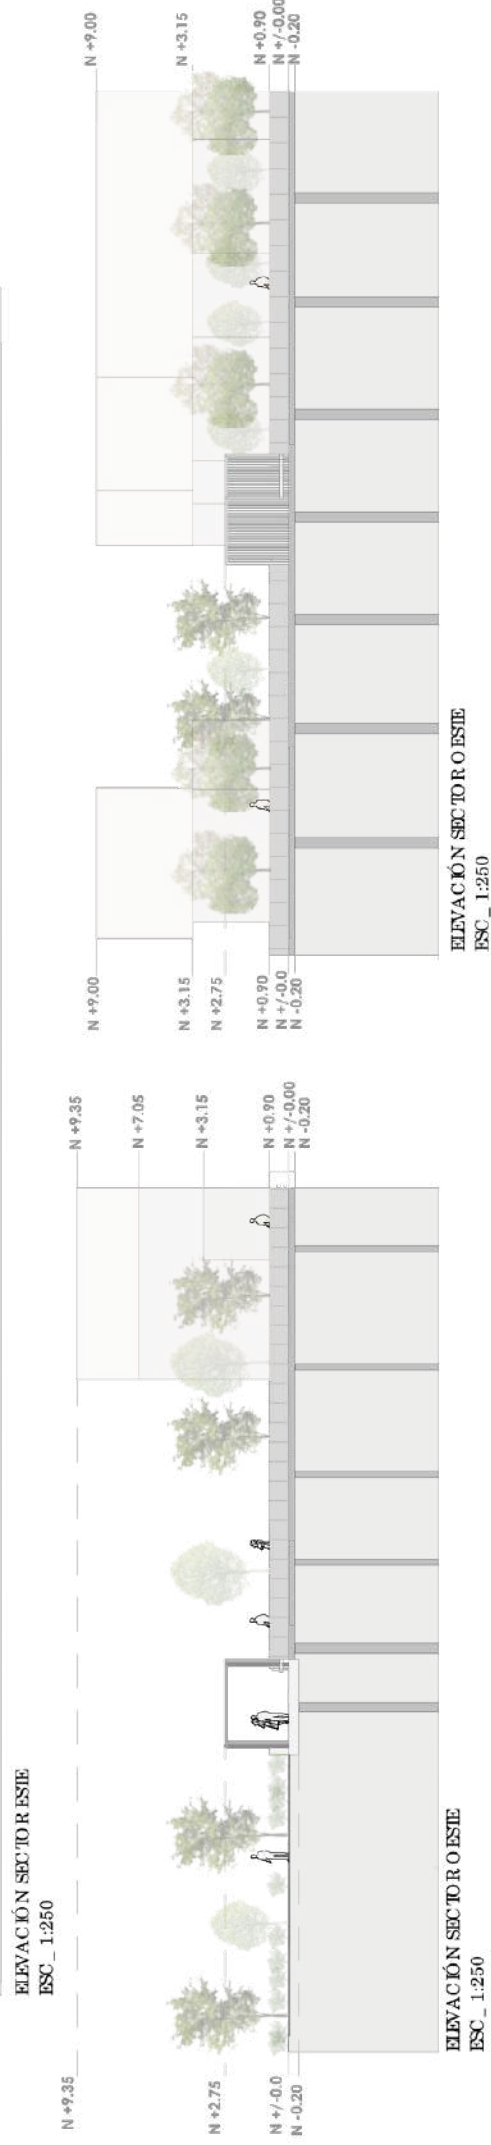 ELEVACIÓN SECTOR ESTE
ESC_ 1:250
N +9.35
N +2.75
N +/-0.0
N -0.20
N +9.35
N +7.05
N +3.15
N +0.90
N +/-0.00
N -0.20
ELEVACIÓN SECTOR OESTE
ESC_ 1:250
N +9.00
N +3.15
N +2.75
N +0.90
N +/-0.0
N -0.20
N +9.00
N +3.15
N +0.90
N +/-0.00
N -0.20
ELEVACIÓN SECTOR OESTE
ESC_ 1:250